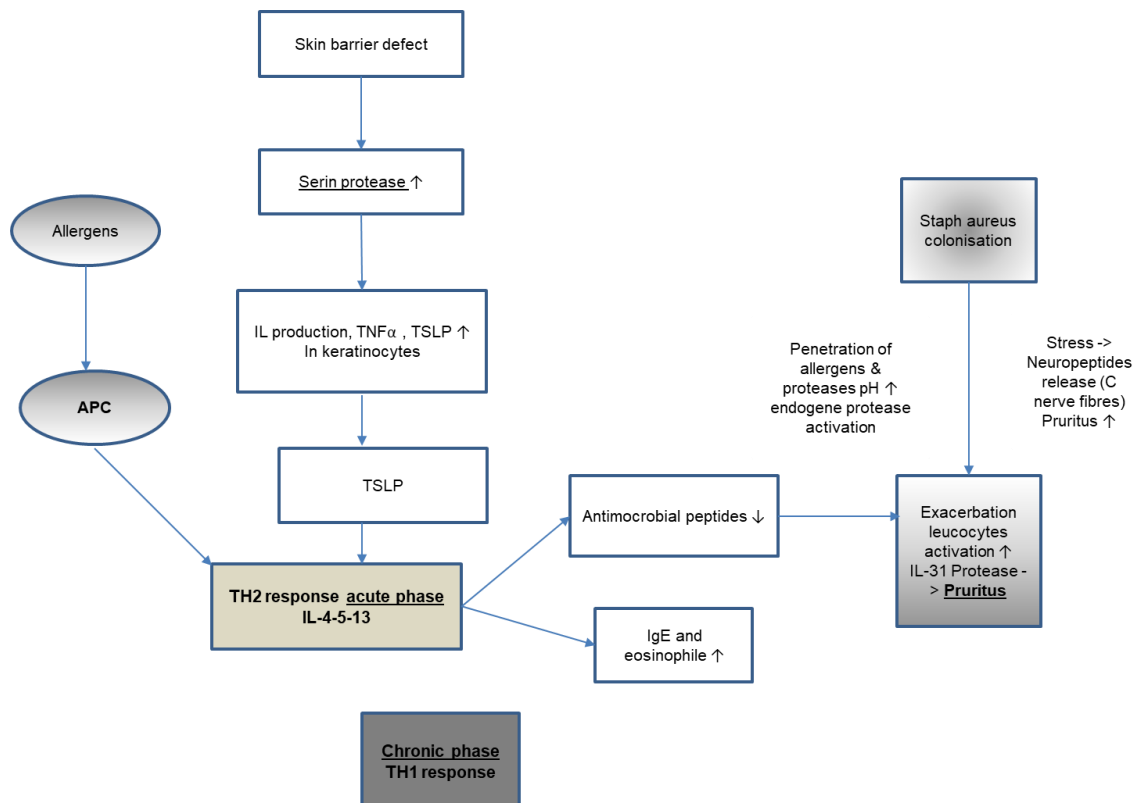 Skin barrier defect
Serin protease ↑
Allergens
Staph aureus
colonisation
IL production, TNFα , TSLP ↑
In keratinocytes
Penetration of
allergens &
proteases pH ↑
endogene protease
activation
Stress ->
Neuropeptides
release (C
nerve fibres)
Pruritus ↑
APC
TSLP
Antimocrobial peptides ↓
Exacerbation
leucocytes
activation ↑
IL-31 Protease -
> Pruritus
TH2 response acute phase
IL-4-5-13
IgE and
eosinophile ↑
Chronic phase
TH1 response